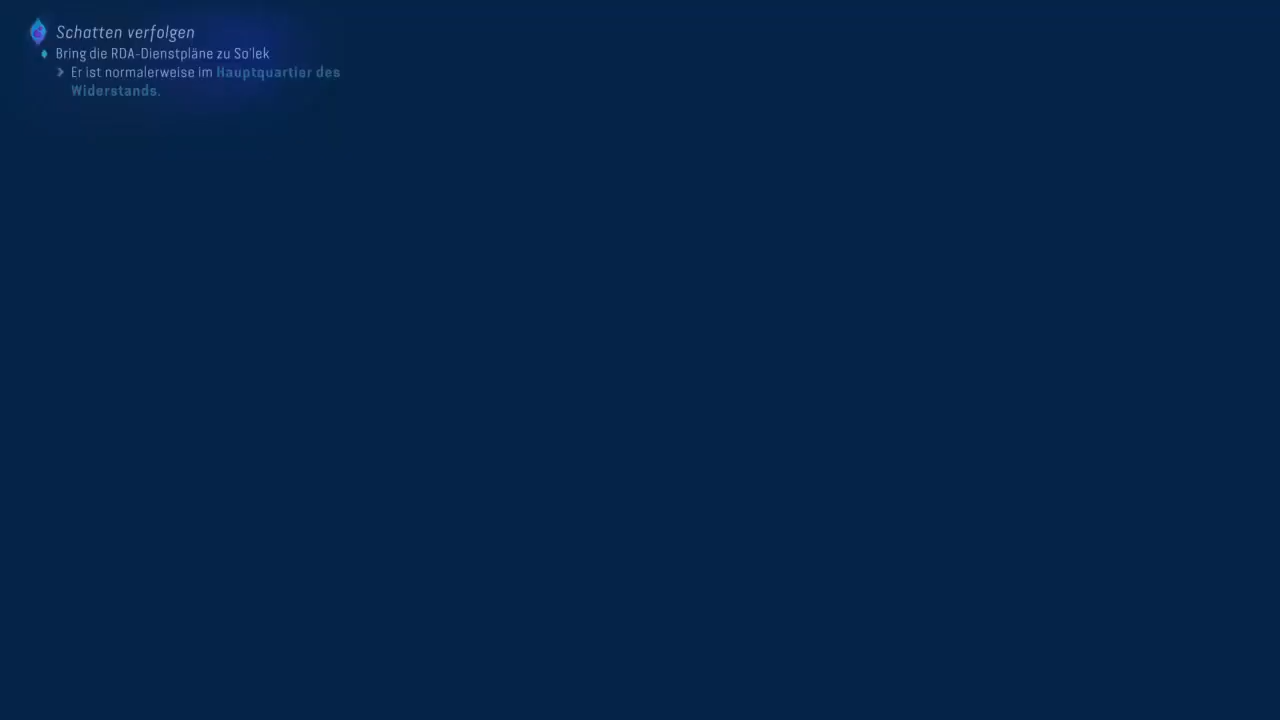 Schatten verfolgen
Bring die RDA-Dienstpläne zu So'lek
Er ist normalerweise im Hauptquartier des
Widerstands.